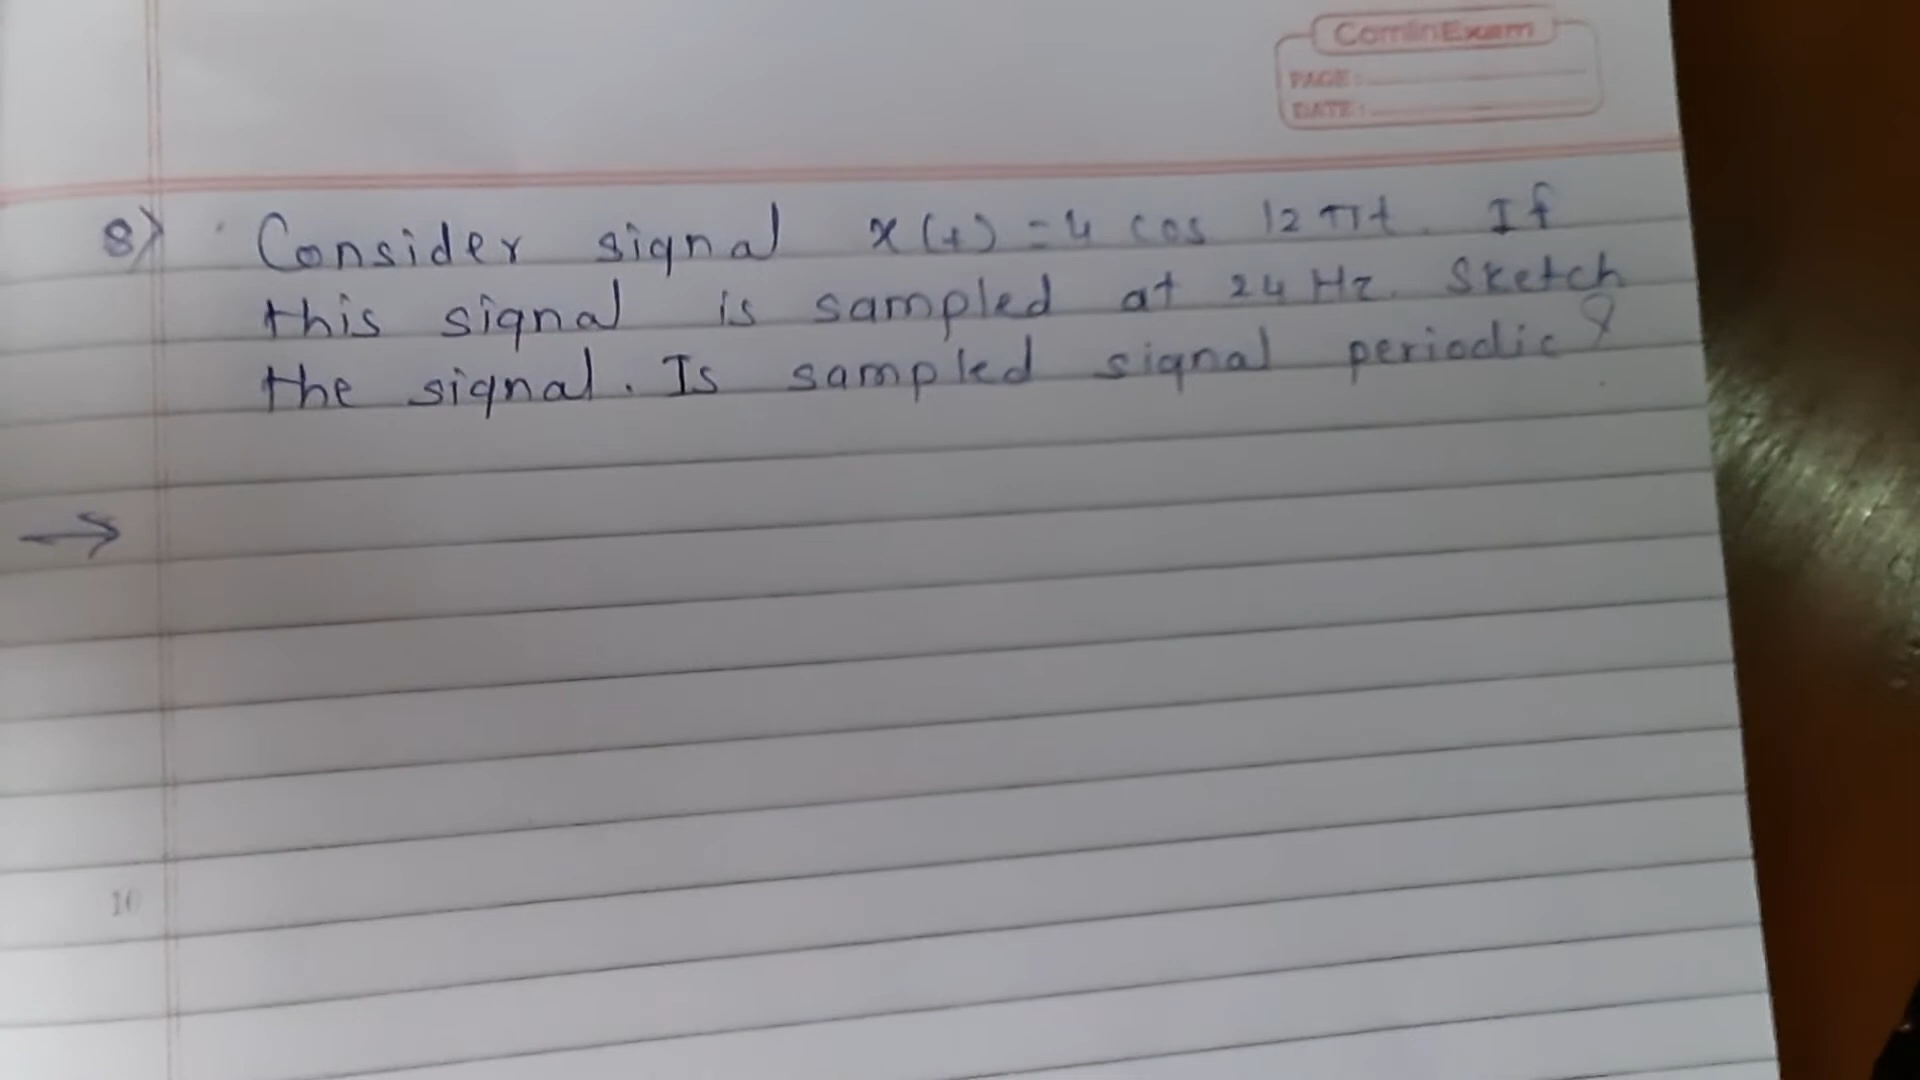 ComlinExam
PAGE:
DATE:
8) Consider signal x(t) = 4 cos 12πt. If
this signal is sampled at 24 Hz. Sketch
the signal. Is sampled signal periodic?
→
10